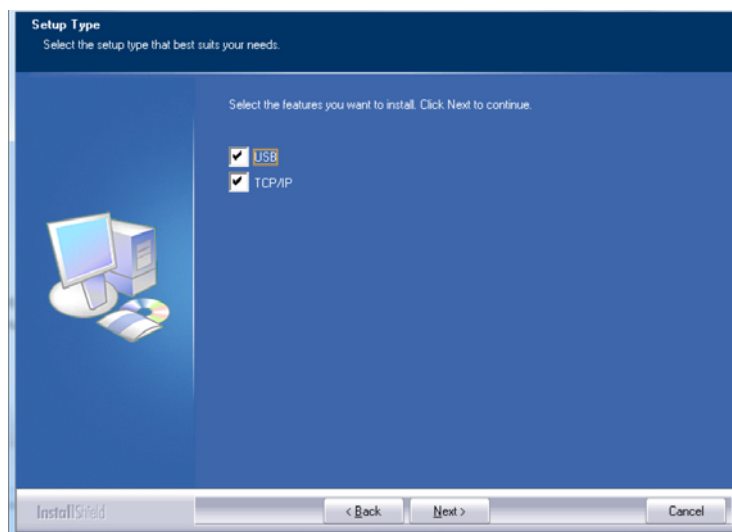 Setup Type
Select the setup type that best suits your needs.
Select the features you want to install. Click Next to continue.
USB
TCP/IP
InstallShield
< Back
Next >
Cancel